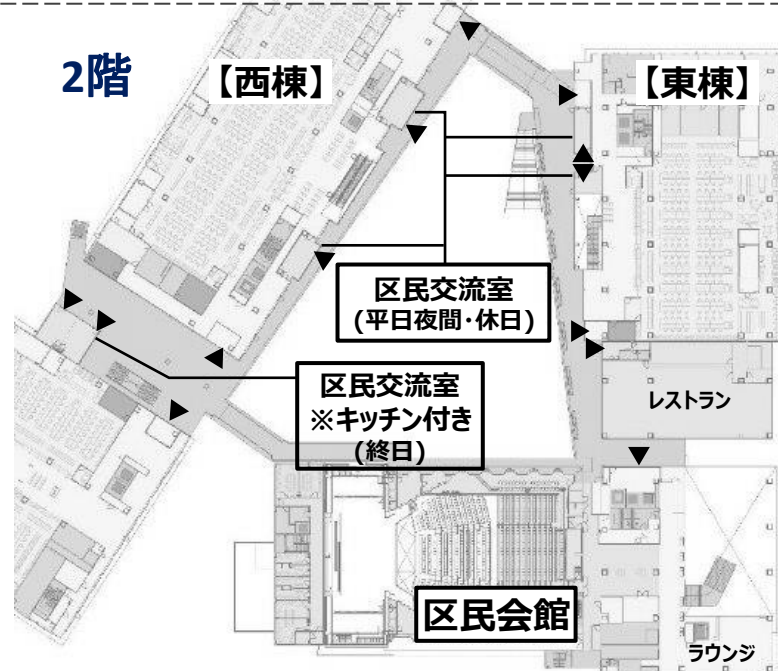 2階
【西棟】
【東棟】
区民交流室
(平日夜間・休日)
区民交流室
※キッチン付き
(終日)
レストラン
区民会館
ラウンジ